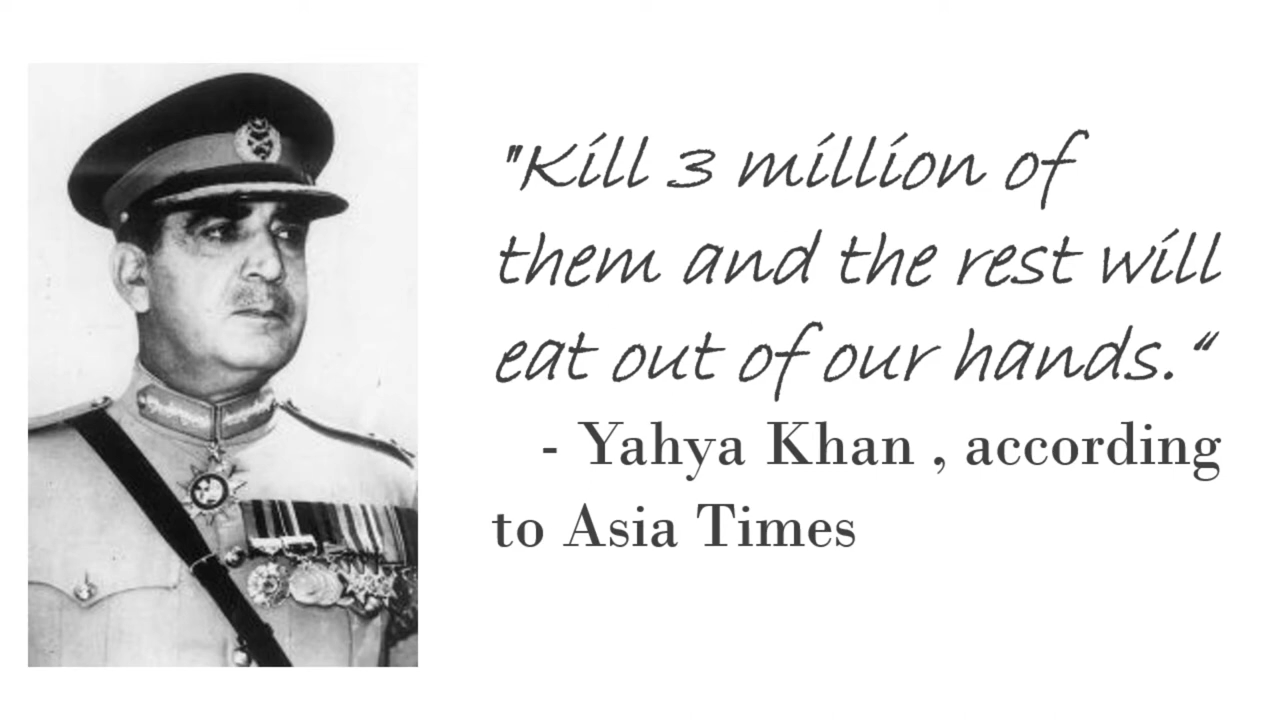 "Kill 3 million of
them and the rest will
eat out of our hands.“
- Yahya Khan , according
to Asia Times